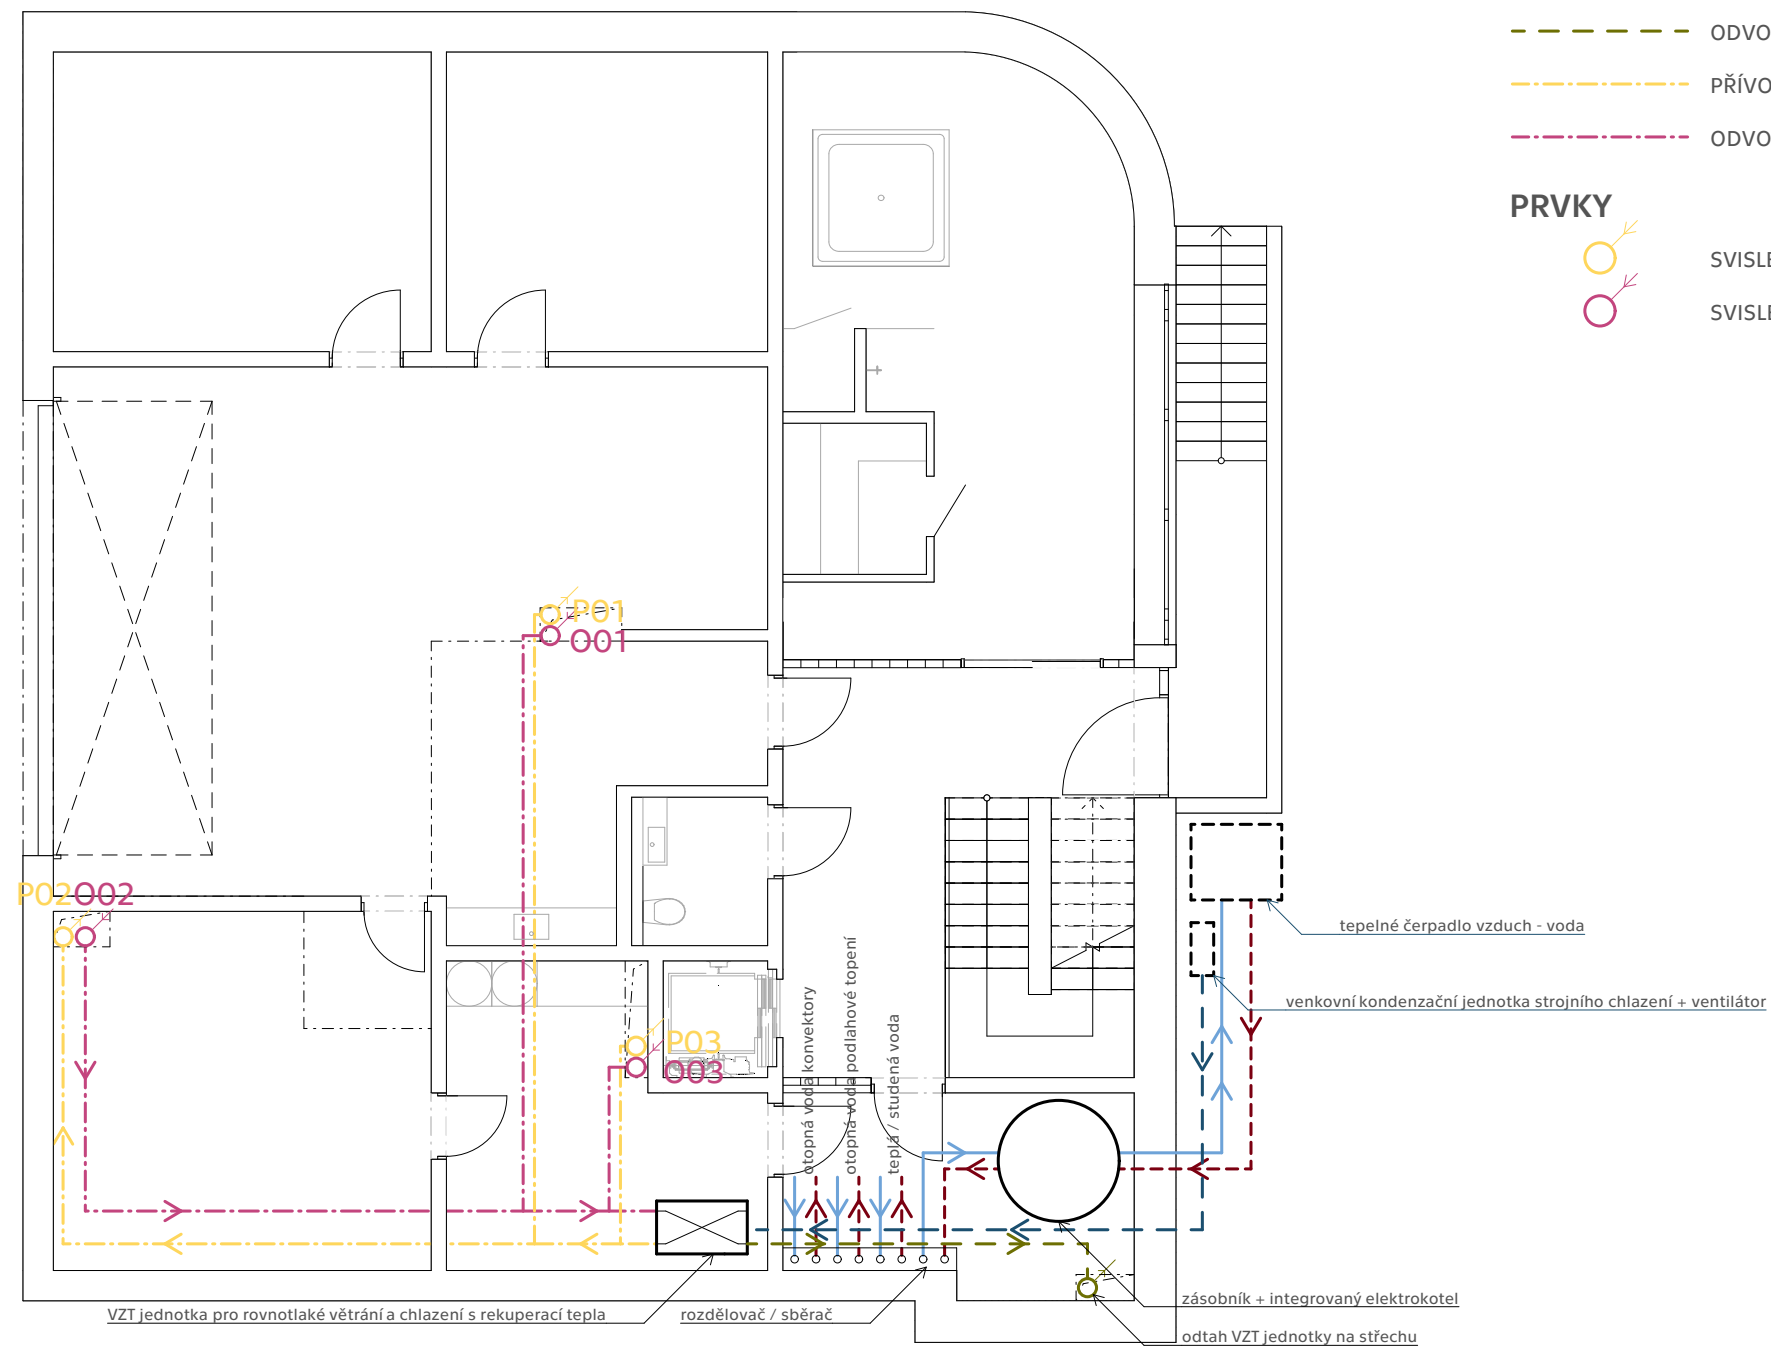 ODVO
PŘÍVO
ODVO
PRVKY
SVISLE
SVISLE
P01
O01
P02
O02
tepelné čerpadlo vzduch - voda
venkovní kondenzační jednotka strojního chlazení + ventilátor
P03
O03
otopná voda konvektory
otopná voda podlahové topení
teplá / studená voda
VZT jednotka pro rovnotlaké větrání a chlazení s rekuperací tepla
rozdělovač / sběrač
zásobník + integrovaný elektrokotel
odtah VZT jednotky na střechu